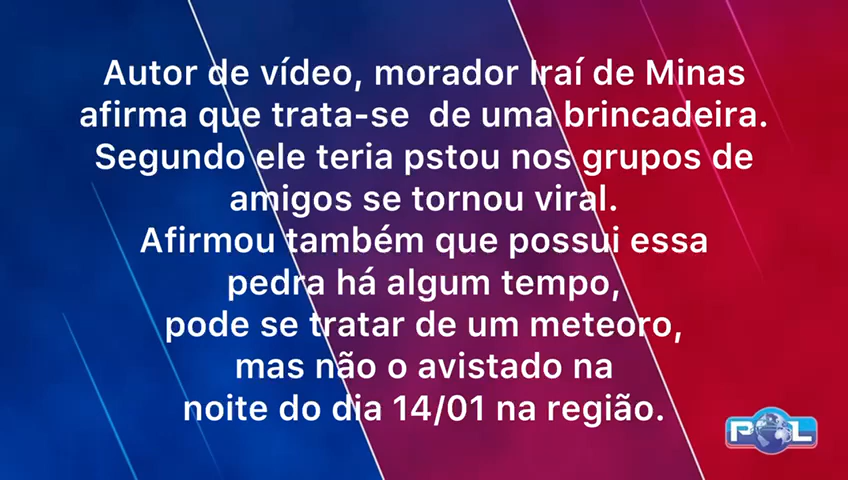 Autor de vídeo, morador Iraí de Minas
afirma que trata-se  de uma brincadeira.
Segundo ele teria pstou nos grupos de
amigos se tornou viral.
Afirmou também que possui essa
pedra há algum tempo,
pode se tratar de um meteoro,
mas não o avistado na
noite do dia 14/01 na região.
POL